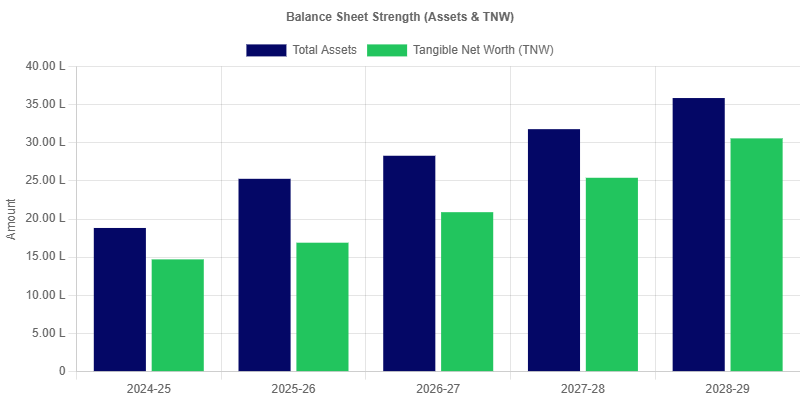 Balance Sheet Strength (Assets & TNW)
Total Assets
Tangible Net Worth (TNW)
40.00 L
35.00 L
30.00 L
25.00 L
20.00 L
15.00 L
10.00 L
5.00 L
0
Amount
2024-25
2025-26
2026-27
2027-28
2028-29